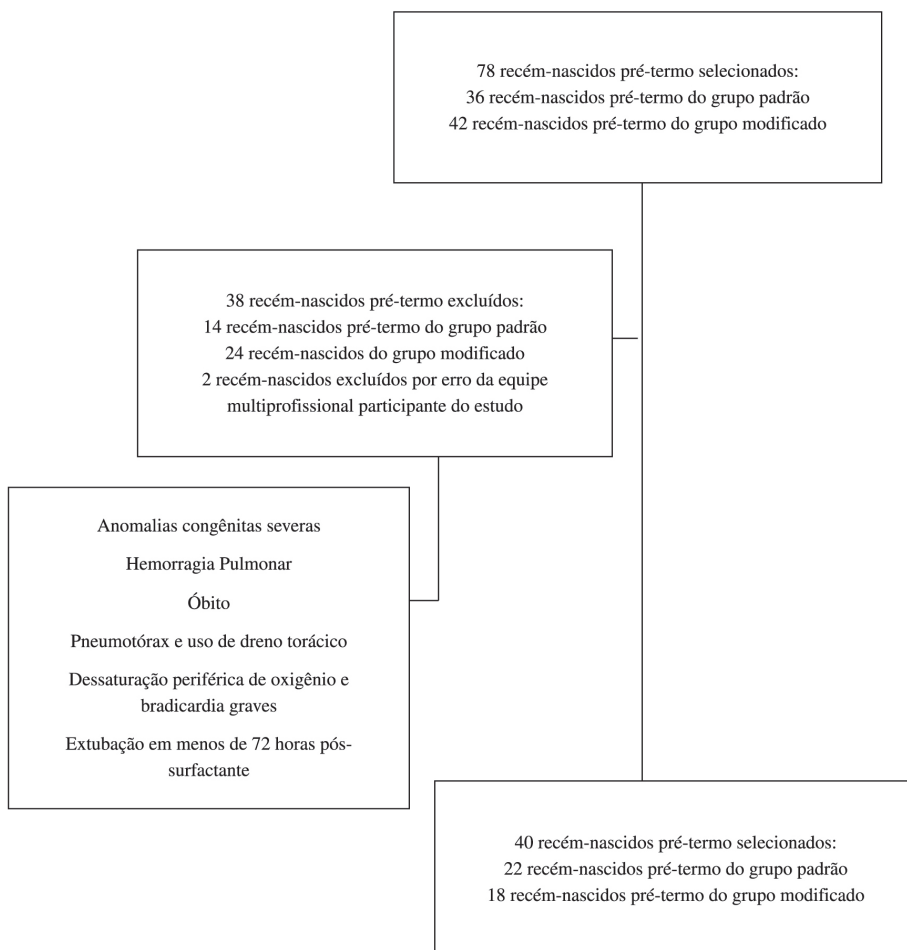 78 recém-nascidos pré-termo selecionados:
36 recém-nascidos pré-termo do grupo padrão
42 recém-nascidos pré-termo do grupo modificado
38 recém-nascidos pré-termo excluídos:
14 recém-nascidos pré-termo do grupo padrão
24 recém-nascidos do grupo modificado
2 recém-nascidos excluídos por erro da equipe
multiprofissional participante do estudo
Anomalias congênitas severas
Hemorragia Pulmonar
Óbito
Pneumotórax e uso de dreno torácico
Dessaturação periférica de oxigênio e
bradicardia graves
Extubação em menos de 72 horas pós-
surfactante
40 recém-nascidos pré-termo selecionados:
22 recém-nascidos pré-termo do grupo padrão
18 recém-nascidos pré-termo do grupo modificado